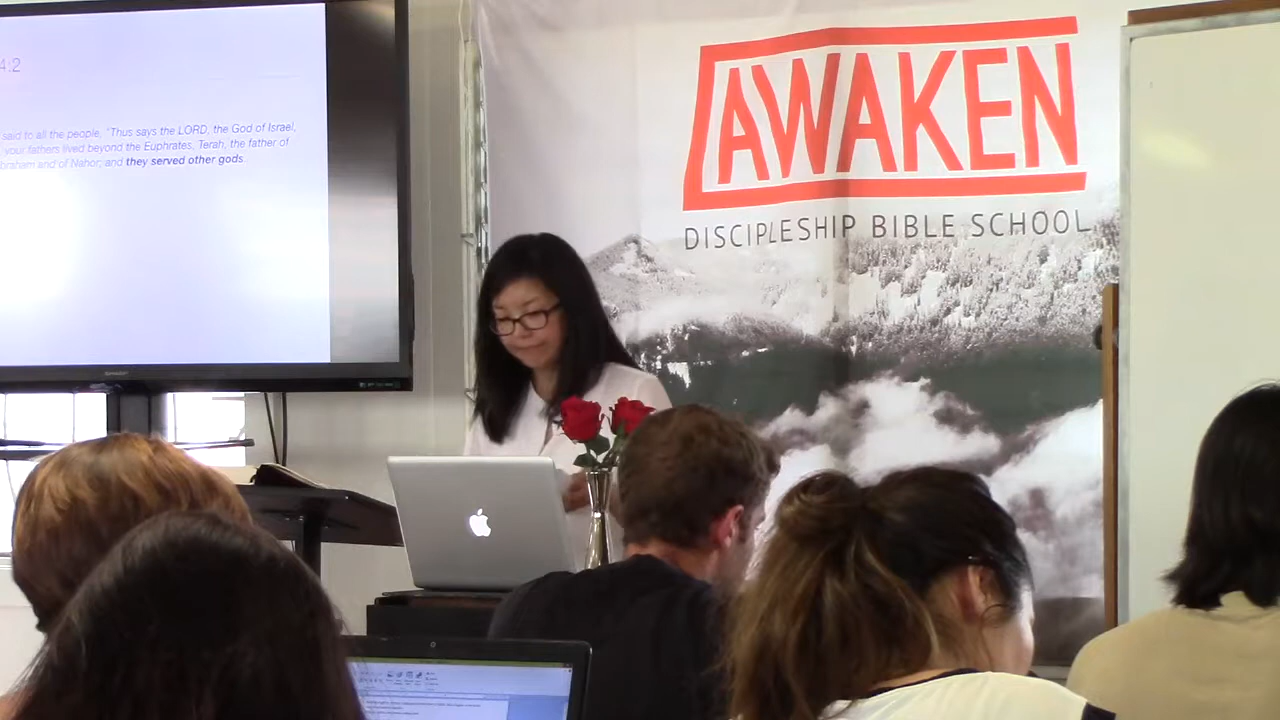 4.2
said to all the people, "Thus says the LORD, the God of Israel,
your fathers lived beyond the Euphrates, Terah, the father of
braham and of Nahor; and they served other gods.
AWAKEN
DISCIPLESHIP BIBLE SCHOOL
SHARP